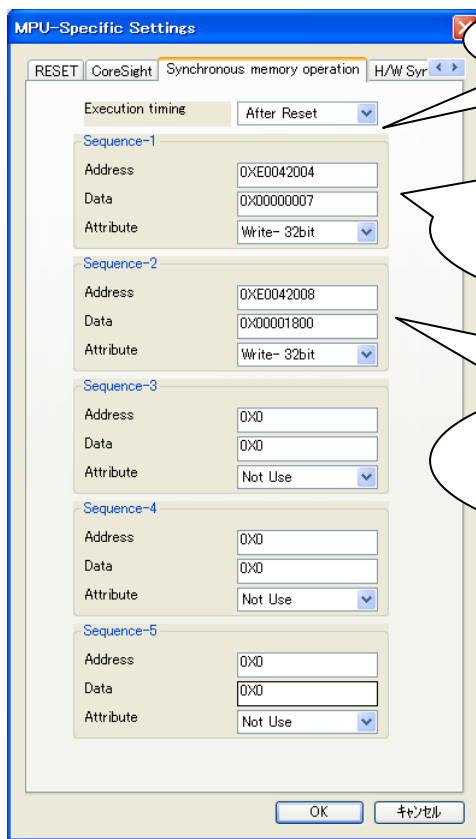 MPU-Specific Settings
RESET CoreSight Synchronous memory operation H/W Syr
Execution timing After Reset
Sequence-1
Address 0XE0042004
Data 0X00000007
Attribute Write- 32bit
Sequence-2
Address 0XE0042008
Data 0X00001800
Attribute Write- 32bit
Sequence-3
Address 0X0
Data 0X0
Attribute Not Use
Sequence-4
Address 0X0
Data 0X0
Attribute Not Use
Sequence-5
Address 0X0
Data 0X0
Attribute Not Use
OK キャンセル